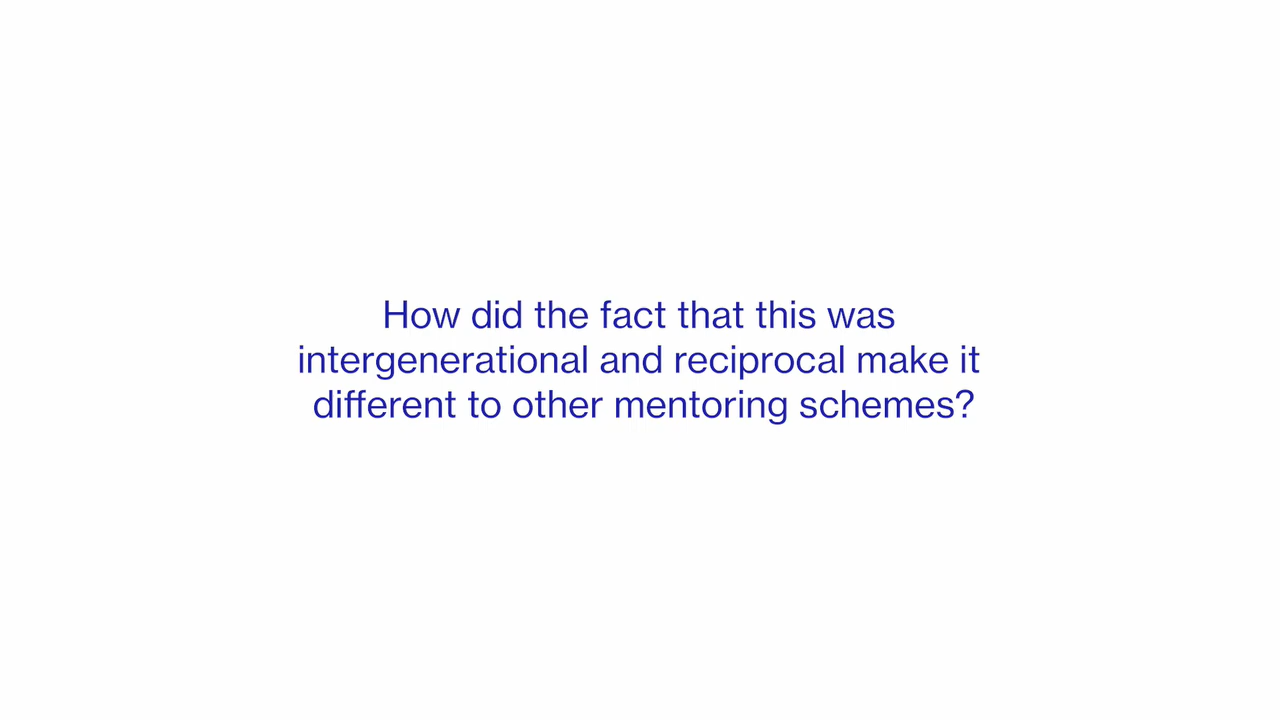 How did the fact that this was
intergenerational and reciprocal make it
different to other mentoring schemes?